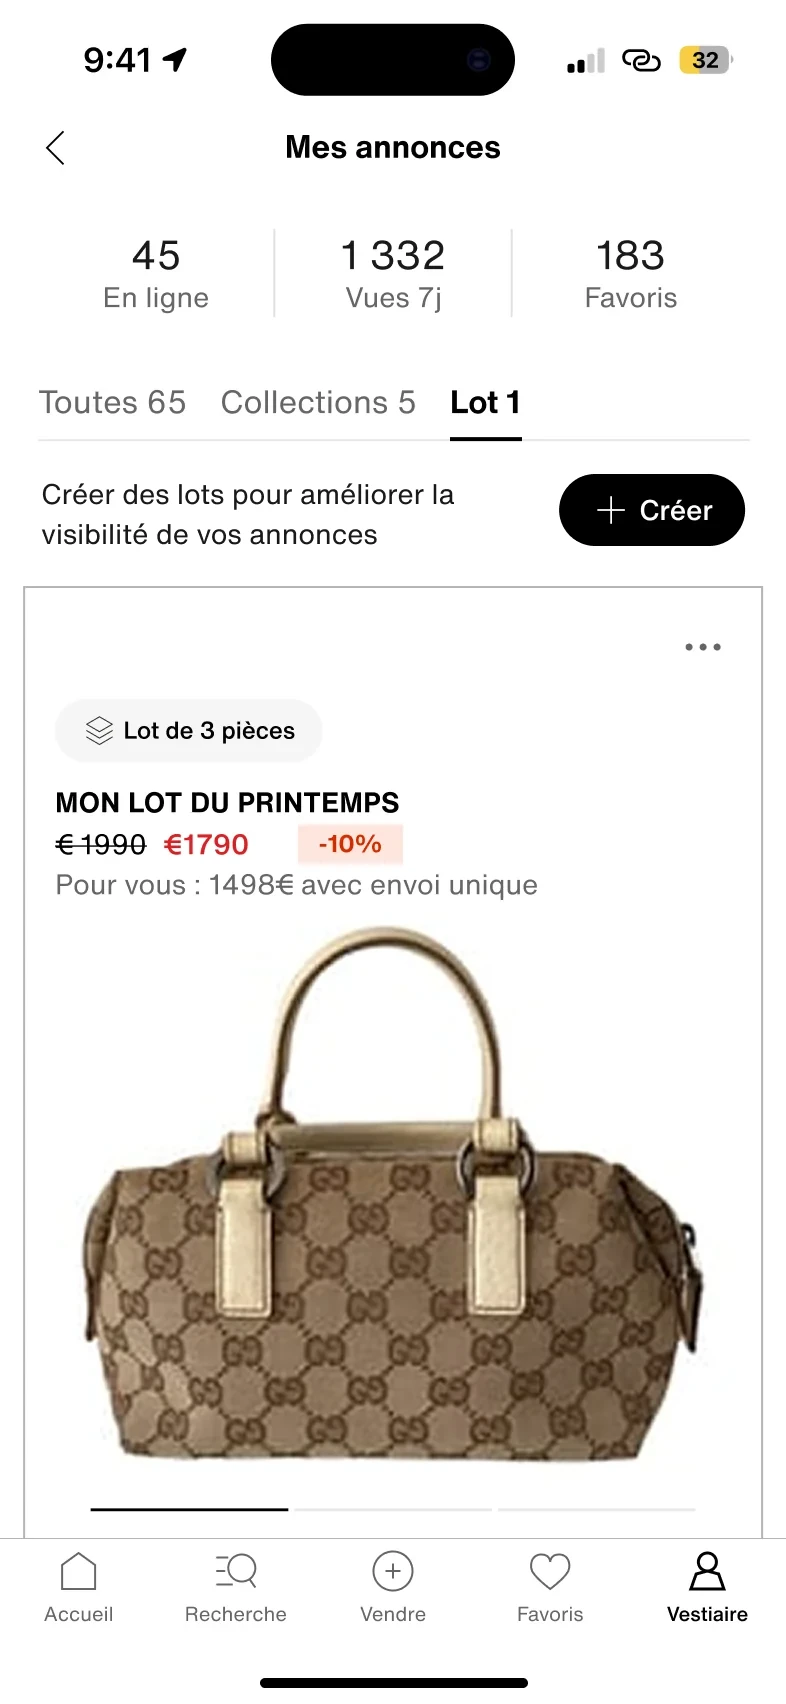 9:41
32
Mes annonces
45
1 332
183
En ligne
Vues 7j
Favoris
Toutes 65
Collections 5
Lot 1
Créer des lots pour améliorer la
visibilité de vos annonces
Créer
Lot de 3 pièces
MON LOT DU PRINTEMPS
€ 1990 €1790 -10%
Pour vous : 1498€ avec envoi unique
Accueil
Recherche
Vendre
Favoris
Vestiaire